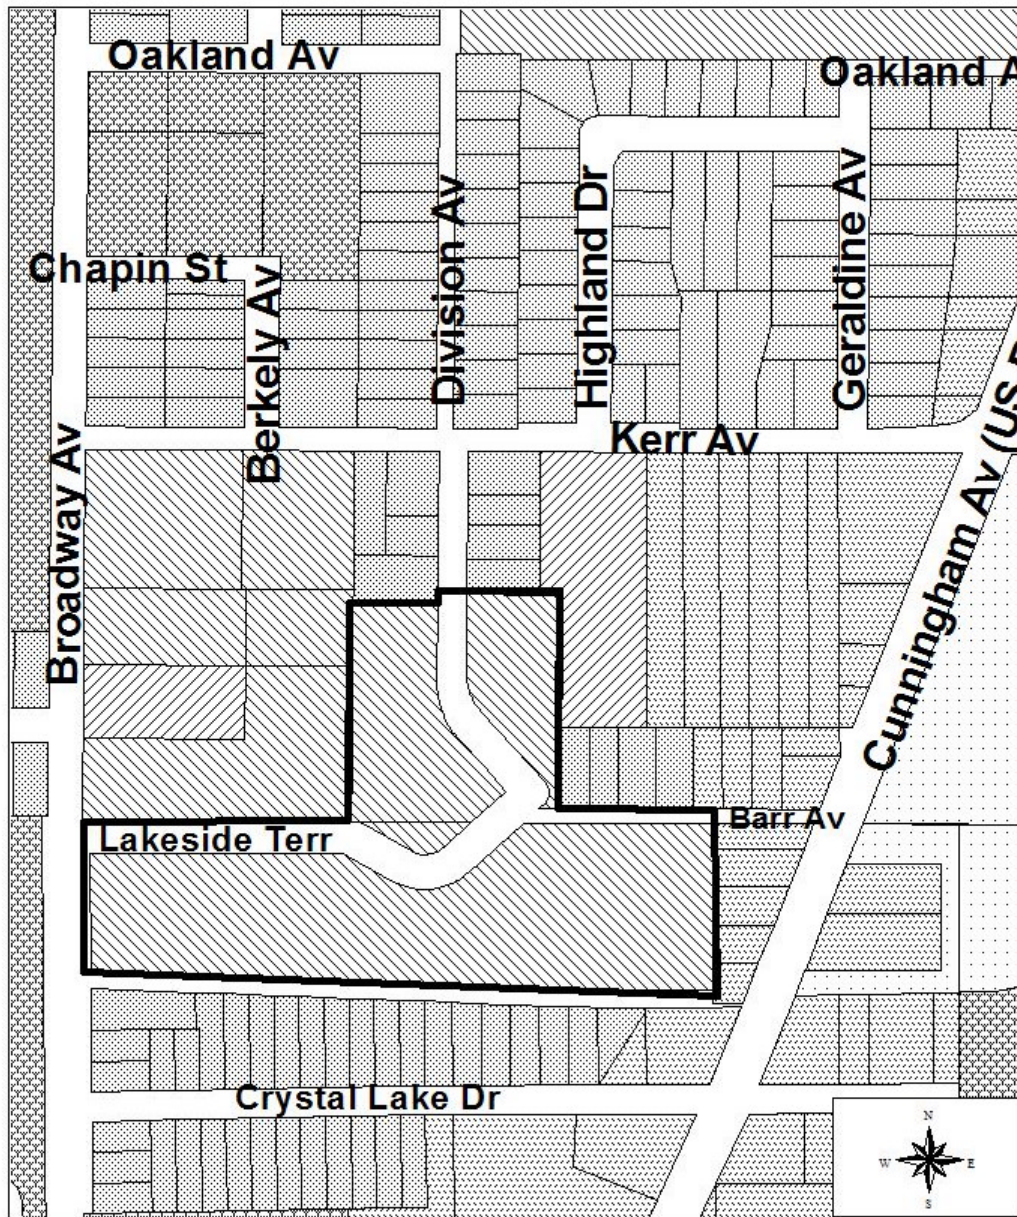 Oakland Av
Oakland A
Chapin St
Berkely Av
Division Av
Highland Dr
Geraldine Av
Broadway Av
Kerr Av
Cunningham Av (US
Lakeside Terr
Barr Av
Crystal Lake Dr
N
W E
S